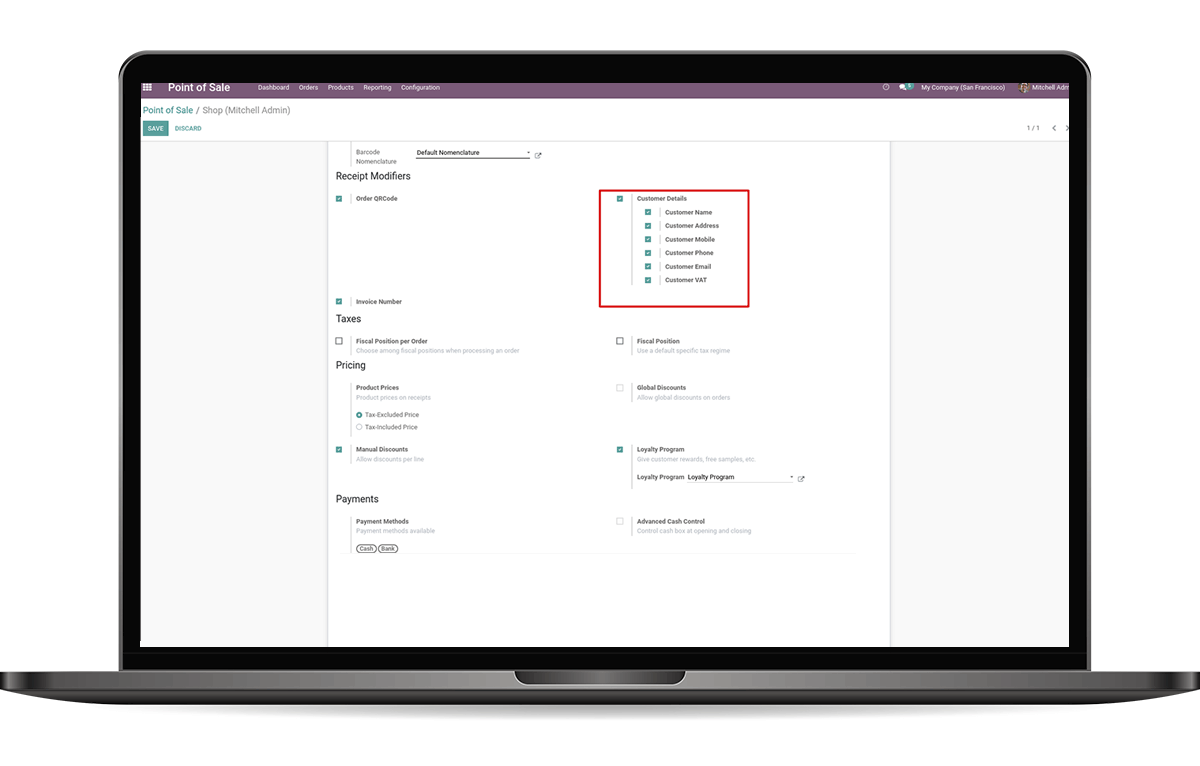 Point of Sale Dashboard Orders Products Reporting Configuration 5 My Company (San Francisco) Mitchell Adm
Point of Sale / Shop (Mitchell Admin)
SAVE DISCARD 1 / 1
Barcode
Nomenclature
Default Nomenclature
Receipt Modifiers
Order QRCode
Customer Details
Customer Name
Customer Address
Customer Mobile
Customer Phone
Customer Email
Customer VAT
Invoice Number
Taxes
Fiscal Position per Order
Choose among fiscal positions when processing an order
Fiscal Position
Use a default specific tax regime
Pricing
Product Prices
Product prices on receipts
Tax-Excluded Price
Tax-Included Price
Global Discounts
Allow global discounts on orders
Manual Discounts
Allow discounts per line
Loyalty Program
Give customer rewards, free samples, etc.
Loyalty Program Loyalty Program
Payments
Payment Methods
Payment methods available
Cash Bank
Advanced Cash Control
Control cash box at opening and closing